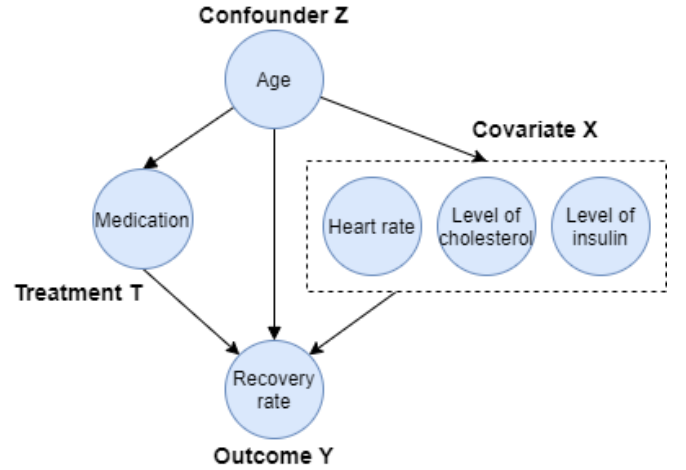 Confounder Z
Age
Covariate X
Medication
Heart rate
Level of
cholesterol
Level of
insulin
Treatment T
Recovery
rate
Outcome Y